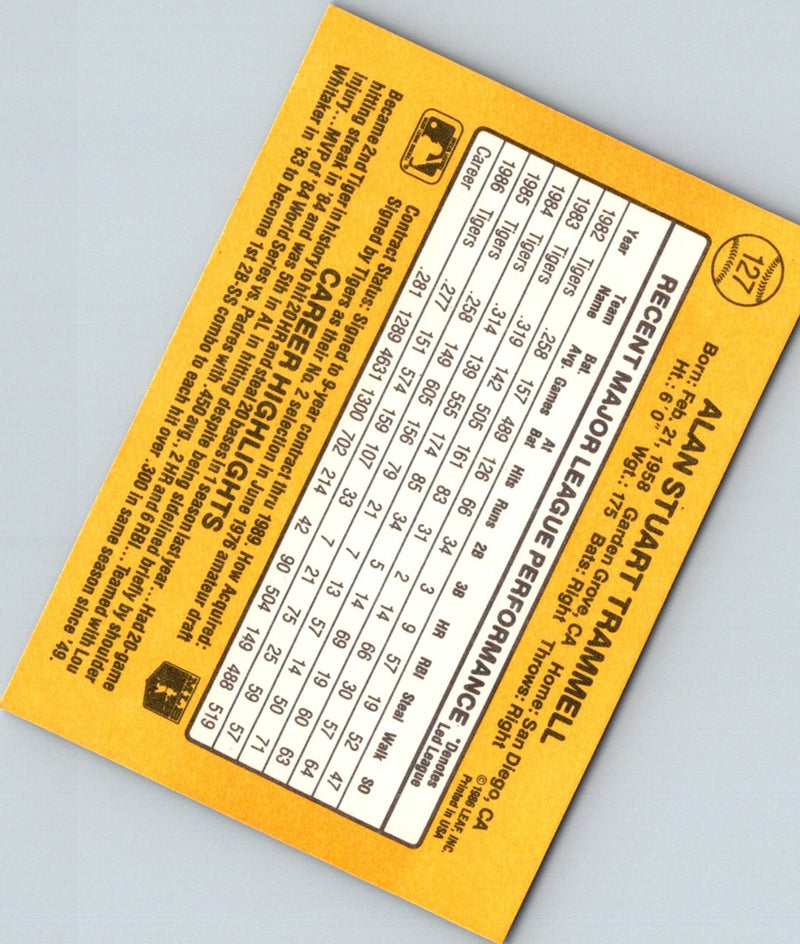 127
ALAN STUART TRAMMELL
Born: Feb. 21, 1958 Garden Grove, CA Home: San Diego, CA
Ht.: 6'0" Wgt.: 175 Bats: Right Throws: Right
© 1986 LEAF, INC.
Printed in USA
RECENT MAJOR LEAGUE PERFORMANCE *Denotes Led League
Year Team Name Bat. Avg. Games At Bat Hits Runs 2B 3B HR RBI Steal Walk SO
1982 Tigers .258 157 489 126 66 34 3 9 57 19 52 47
1983 Tigers .319 142 505 161 83 31 2 14 66 30 57 64
1984 Tigers .314 139 555 174 85 34 5 14 69 19 60 63
1985 Tigers .258 149 605 156 79 21 7 13 57 14 50 71
1986 Tigers .277 151 574 159 107 33 7 21 75 25 59 57
Career .281 1289 4631 1300 702 214 42 90 504 149 488 519
Contract Status: Signed to 9-year contract thru 1989. How Acquired:
Signed by Tigers as their No. 2 selection in June 1976 amateur draft
CAREER HIGHLIGHTS
Became 2nd Tiger in history to hit 20 HR and steal 20 bases in 1 season last year...Had 20-game
hitting streak in '84 and was 5th in AL in hitting despite being sidelined briefly by shoulder
injury...MVP of '84 World Series vs. Padres with .450 avg., 2 HR and 6 RBI...Teamed with Lou
Whitaker in '83 to become 1st 2B-SS combo to each hit over .300 in same season since '49.